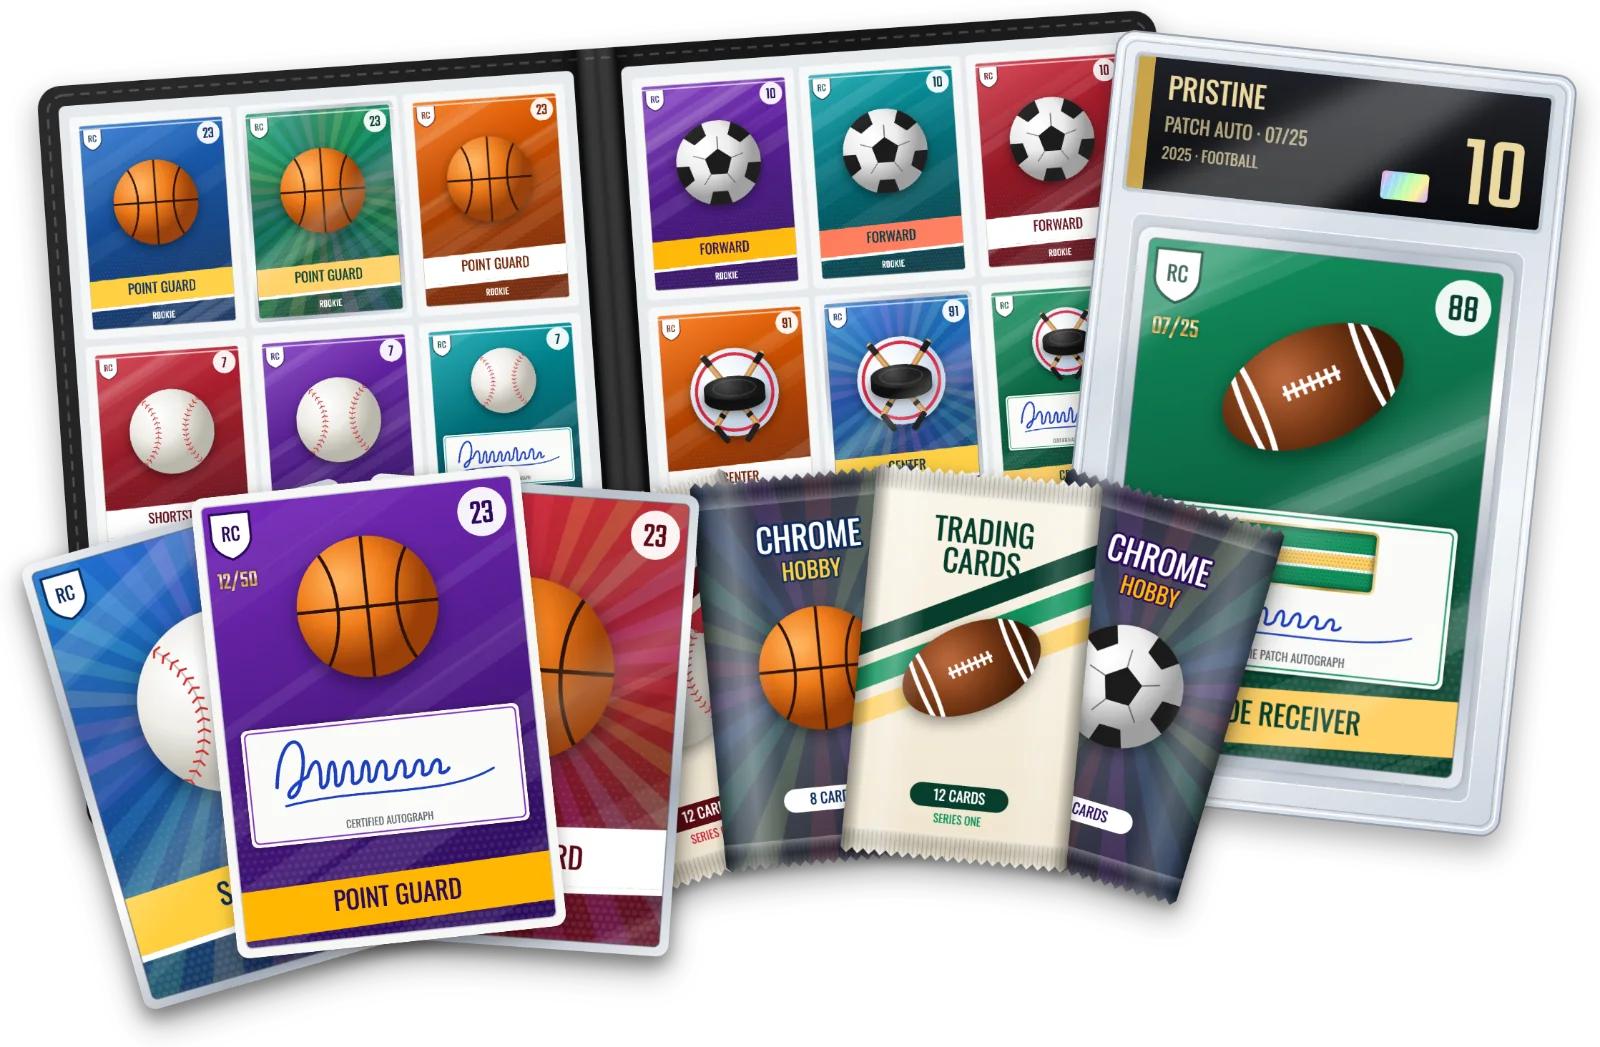 RC
23
POINT GUARD
ROOKIE
RC
23
POINT GUARD
ROOKIE
RC
23
POINT GUARD
ROOKIE
RC
7
RC
7
RC
7
RC
10
FORWARD
ROOKIE
RC
10
FORWARD
ROOKIE
RC
10
FORWARD
ROOKIE
RC
91
RC
91
CENTER
RC
PRISTINE
PATCH AUTO · 07/25
2025 · FOOTBALL
10
RC
07/25
88
PATCH AUTOGRAPH
RECEIVER
RC
RC
23
12/50
CERTIFIED AUTOGRAPH
POINT GUARD
23
12
SERIES
CHROME
HOBBY
8
TRADING
CARDS
12 CARDS
SERIES ONE
CHROME
HOBBY
CARDS